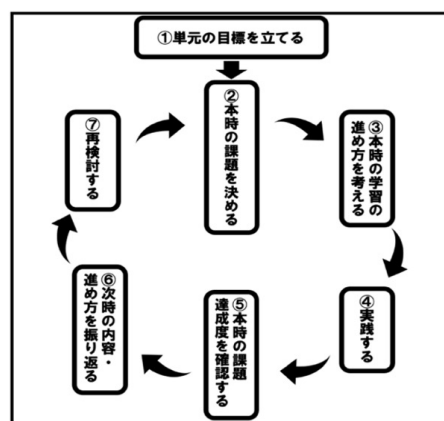 ①単元の目標を立てる
②本時の課題を決める
③本時の学習の
進め方を考える
④実践する
⑤本時の課題
達成度を確認する
⑥次時の内容・
進め方を振り返る
⑦再検討する